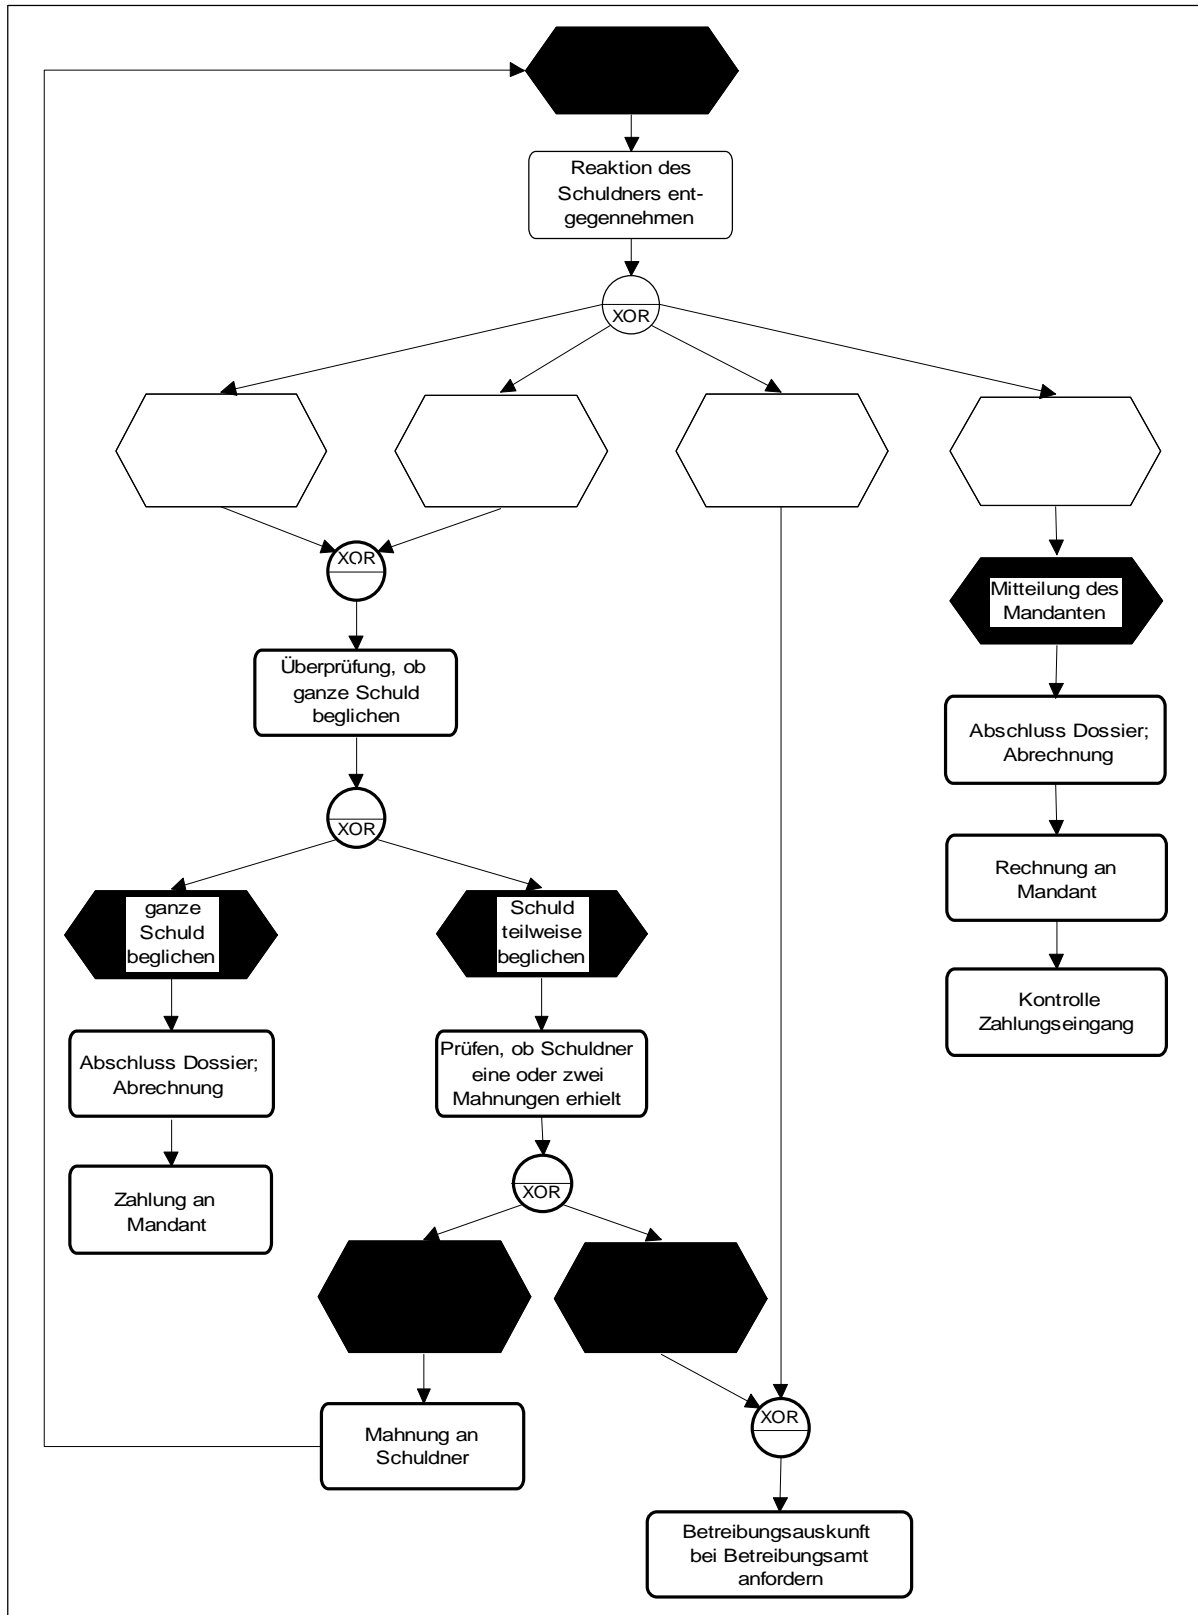 Reaktion des
Schuldners ent-
gegennehmen
XOR
XOR
Mitteilung des
Mandanten
Überprüfung, ob
ganze Schuld
beglichen
Abschluss Dossier;
Abrechnung
XOR
Rechnung an
Mandant
ganze
Schuld
beglichen
Schuld
teilweise
beglichen
Kontrolle
Zahlungseingang
Abschluss Dossier;
Abrechnung
Prüfen, ob Schuldner
eine oder zwei
Mahnungen erhielt
Zahlung an
Mandant
XOR
XOR
Mahnung an
Schuldner
Betreibungsauskunft
bei Betreibungsamt
anfordern